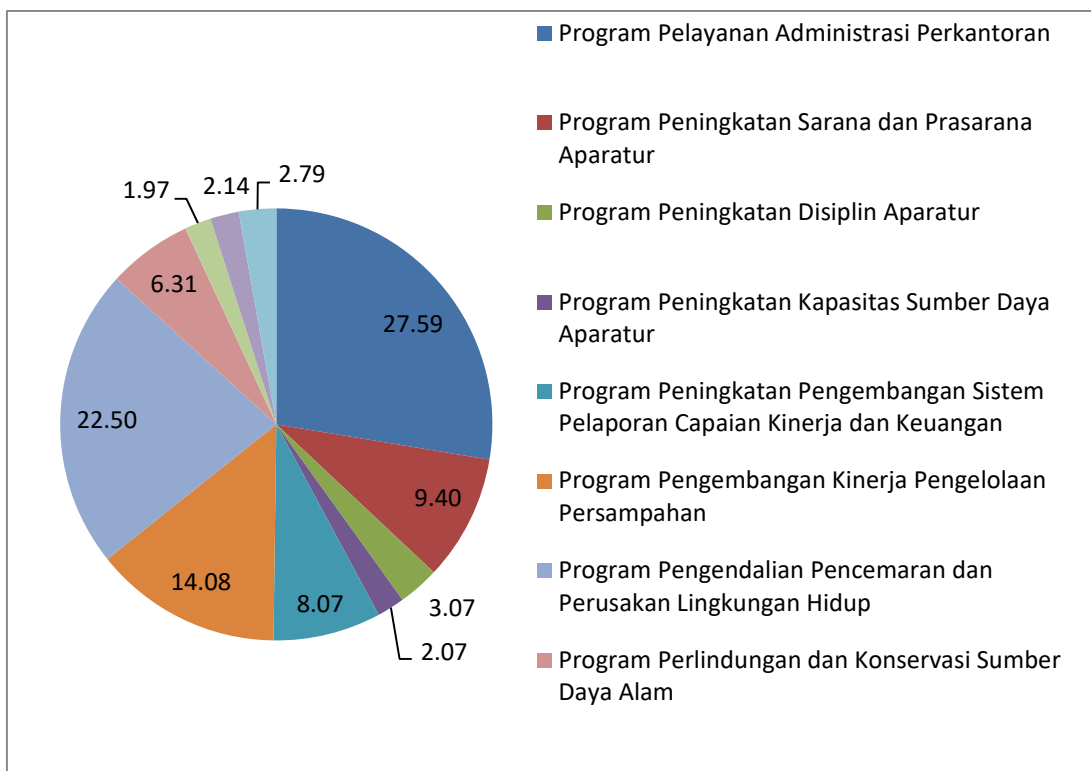 Program Pelayanan Administrasi Perkantoran
Program Peningkatan Sarana dan Prasarana
Aparatur
Program Peningkatan Disiplin Aparatur
Program Peningkatan Kapasitas Sumber Daya
Aparatur
Program Peningkatan Pengembangan Sistem
Pelaporan Capaian Kinerja dan Keuangan
Program Pengembangan Kinerja Pengelolaan
Persampahan
Program Pengendalian Pencemaran dan
Perusakan Lingkungan Hidup
Program Perlindungan dan Konservasi Sumber
Daya Alam
27.59
9.40
3.07
2.07
8.07
14.08
22.50
6.31
1.97
2.14
2.79